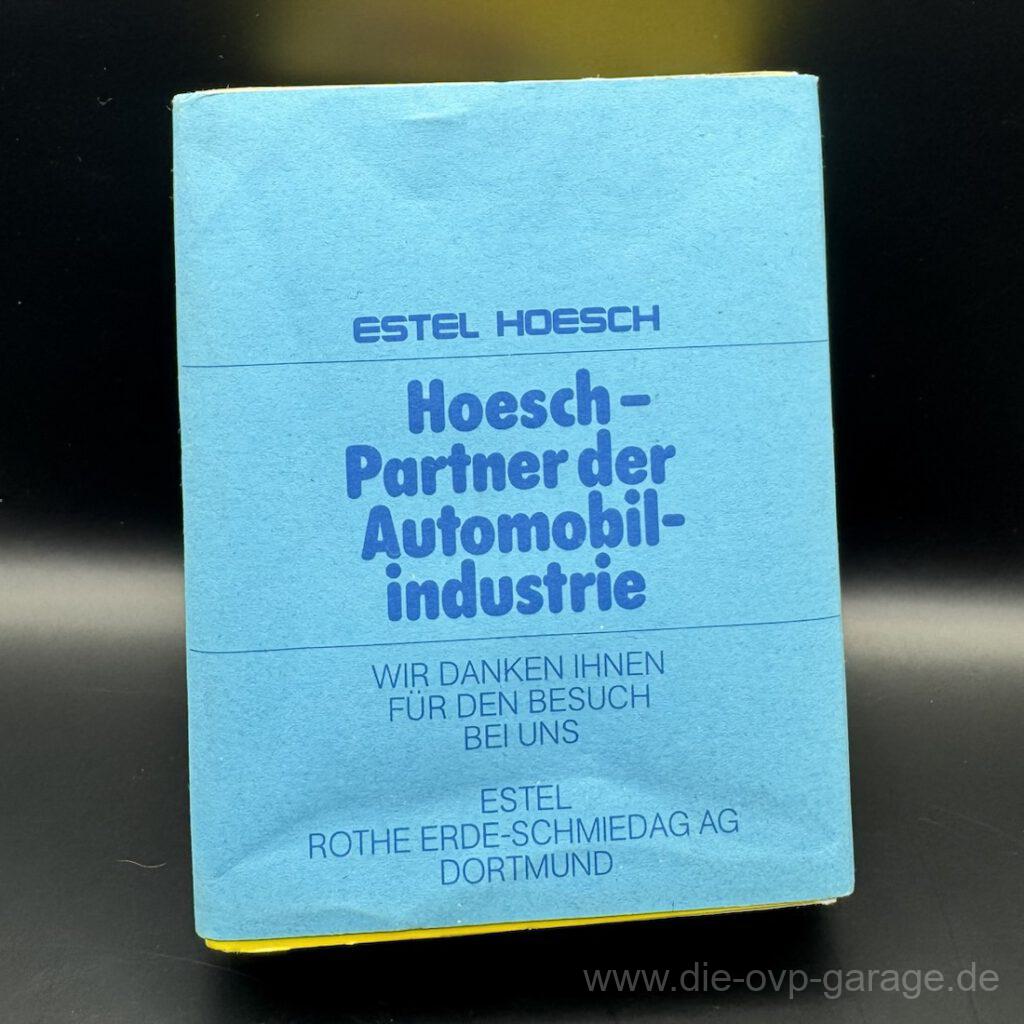 ESTEL HOESCH
Hoesch-
Partner der
Automobil-
industrie
WIR DANKEN IHNEN
FÜR DEN BESUCH
BEI UNS
ESTEL
ROTHE ERDE-SCHMIEDAG AG
DORTMUND
www.die-ovp-garage.de